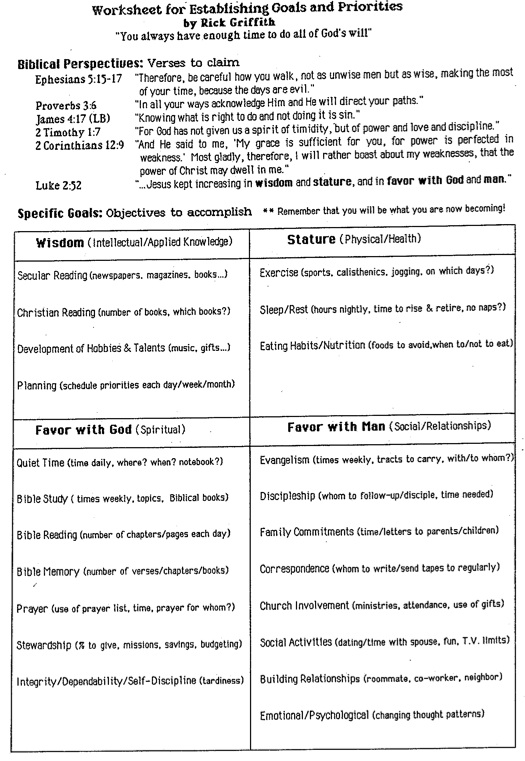 Worksheet for Establishing Goals and Priorities
by Rick Griffith
"You always have enough time to do all of God's will"
Biblical Perspectives: Verses to claim
Ephesians 5:15-17 "Therefore, be careful how you walk, not as unwise men but as wise, making the most
of your time, because the days are evil."
Proverbs 3:6 "In all your ways acknowledge Him and He will direct your paths."
James 4:17 (LB) "Knowing what is right to do and not doing it is sin."
2 Timothy 1:7 "For God has not given us a spirit of timidity, but of power and love and discipline."
2 Corinthians 12:9 "And He said to me, 'My grace is sufficient for you, for power is perfected in
weakness.' Most gladly, therefore, I will rather boast about my weaknesses, that the
power of Christ may dwell in me."
Luke 2:52 "...Jesus kept increasing in wisdom and stature, and in favor with God and man."
Specific Goals: Objectives to accomplish ** Remember that you will be what you are now becoming!
Wisdom (Intellectual/Applied Knowledge)
Secular Reading (newspapers, magazines, books...)
Christian Reading (number of books, which books?)
Development of Hobbies & Talents (music, gifts...)
Planning (schedule priorities each day/week/month)
Stature (Physical/Health)
Exercise (sports, calisthenics, jogging, on which days?)
Sleep/Rest (hours nightly, time to rise & retire, no naps?)
Eating Habits/Nutrition (foods to avoid,when to/not to eat)
Favor with God (Spiritual)
Quiet Time (time daily, where? when? notebook?)
Bible Study ( times weekly, topics, Biblical books)
Bible Reading (number of chapters/pages each day)
Bible Memory (number of verses/chapters/books)
Prayer (use of prayer list, time, prayer for whom?)
Stewardship (% to give, missions, savings, budgeting)
Integrity/Dependability/Self-Discipline (tardiness)
Favor with Man (Social/Relationships)
Evangelism (times weekly, tracts to carry, with/to whom?)
Discipleship (whom to follow-up/disciple, time needed)
Family Commitments (time/letters to parents/children)
Correspondence (whom to write/send tapes to regularly)
Church Involvement (ministries, attendance, use of gifts)
Social Activities (dating/time with spouse, fun, T.V. limits)
Building Relationships (roommate, co-worker, neighbor)
Emotional/Psychological (changing thought patterns)